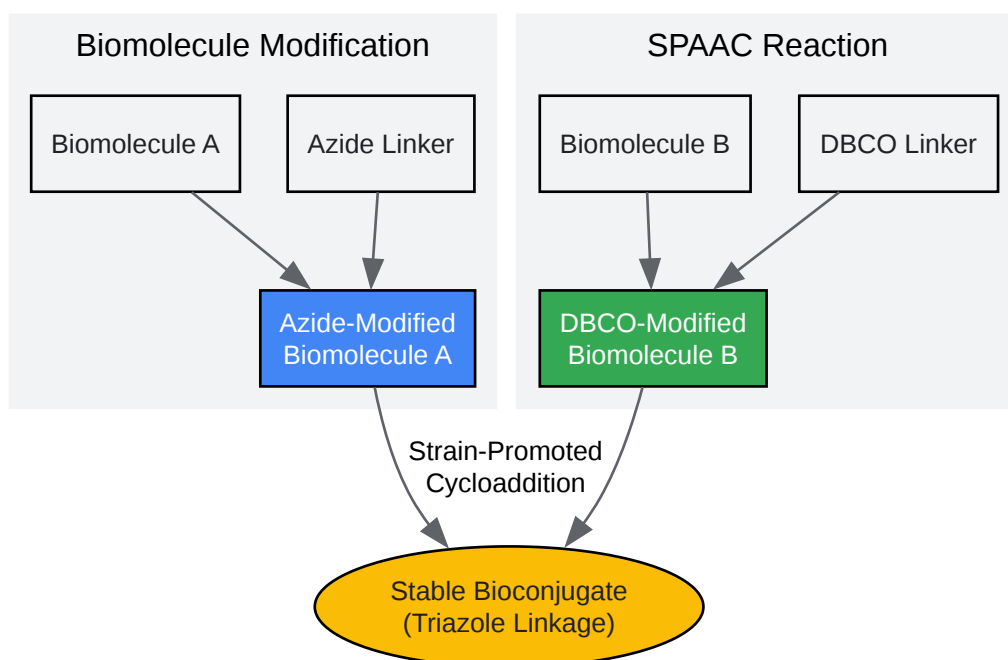 Biomolecule Modification
SPAAC Reaction
Biomolecule A
Azide Linker
Biomolecule B
DBCO Linker
Azide-Modified
Biomolecule A
DBCO-Modified
Biomolecule B
Strain-Promoted
Cycloaddition
Stable Bioconjugate
(Triazole Linkage)